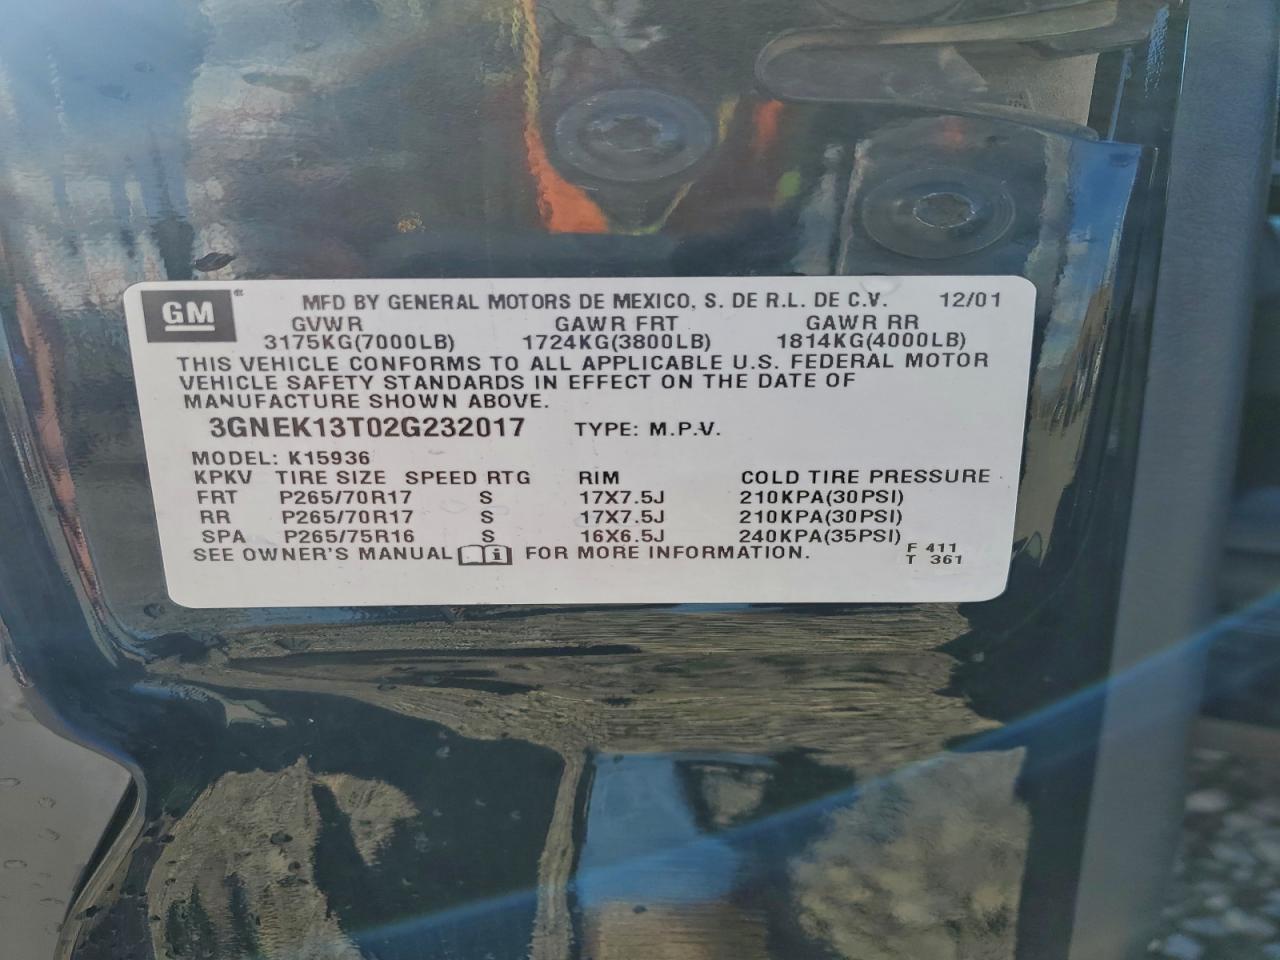 GM® MFD BY GENERAL MOTORS DE MEXICO, S. DE R.L. DE C.V. 12/01
GVWR GAWR FRT GAWR RR
3175KG(7000LB) 1724KG(3800LB) 1814KG(4000LB)
THIS VEHICLE CONFORMS TO ALL APPLICABLE U.S. FEDERAL MOTOR
VEHICLE SAFETY STANDARDS IN EFFECT ON THE DATE OF
MANUFACTURE SHOWN ABOVE.
3GNEK13T02G232017 TYPE: M.P.V.
MODEL: K15936
KPKV TIRE SIZE SPEED RTG RIM COLD TIRE PRESSURE
FRT P265/70R17 S 17X7.5J 210KPA(30PSI)
RR P265/70R17 S 17X7.5J 210KPA(30PSI)
SPA P265/75R16 S 16X6.5J 240KPA(35PSI)
SEE OWNER'S MANUAL i FOR MORE INFORMATION.
F 411
T 361